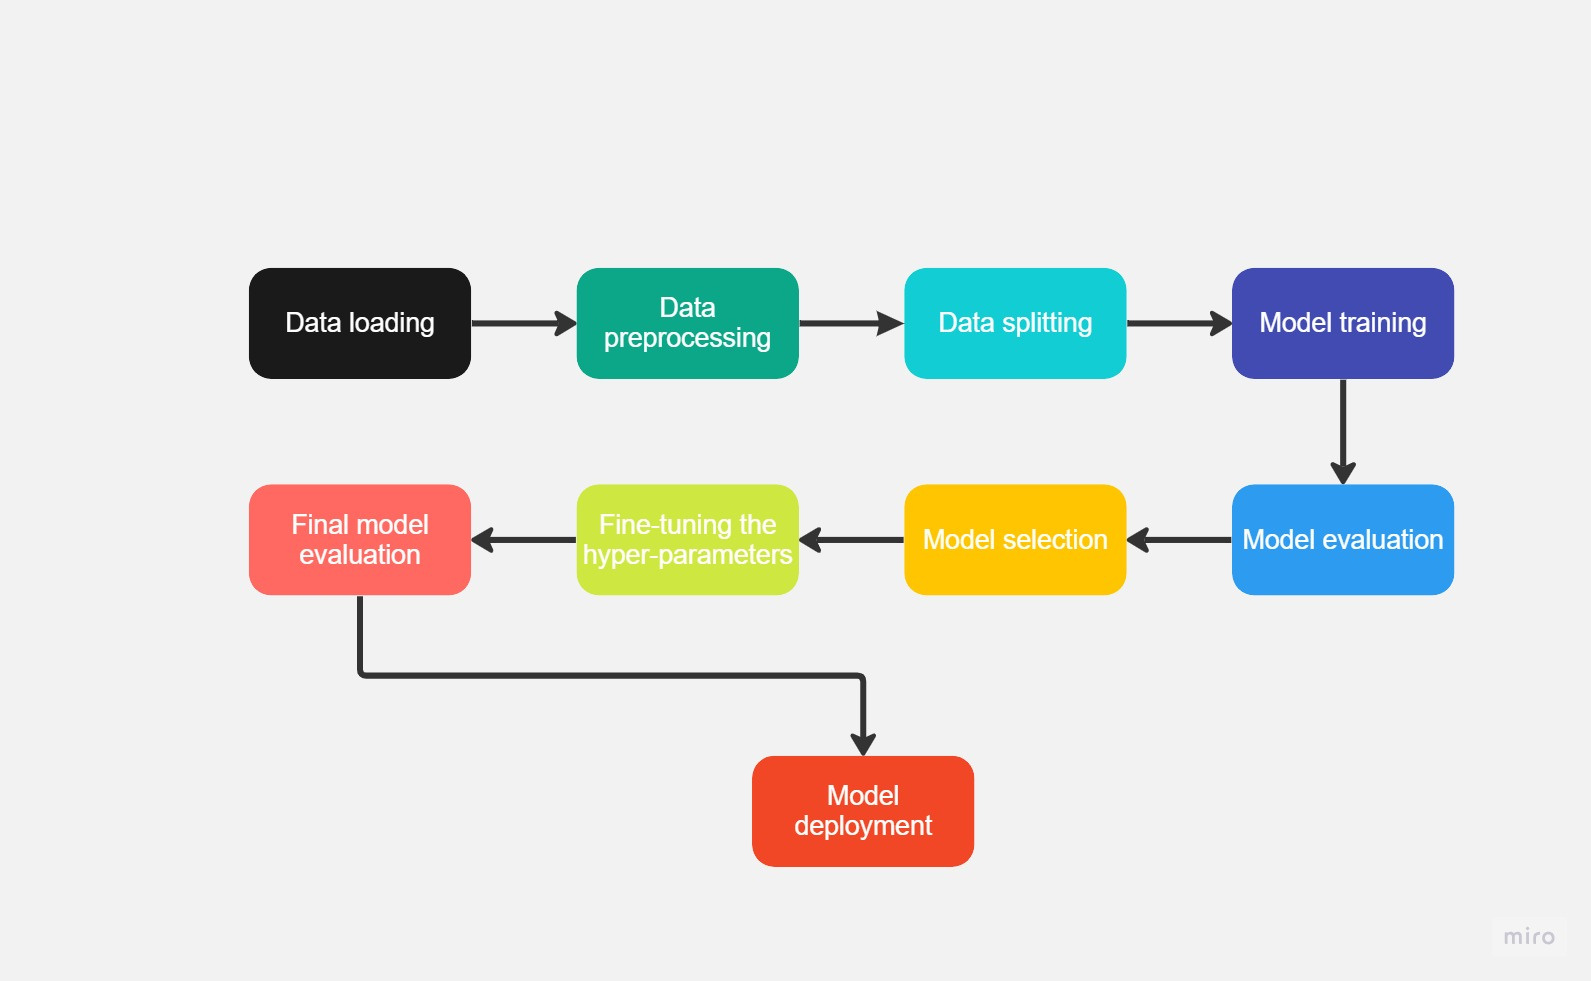 Data loading
Data
preprocessing
Data splitting
Model training
Model evaluation
Model selection
Fine-tuning the
hyper-parameters
Final model
evaluation
Model
deployment
miro